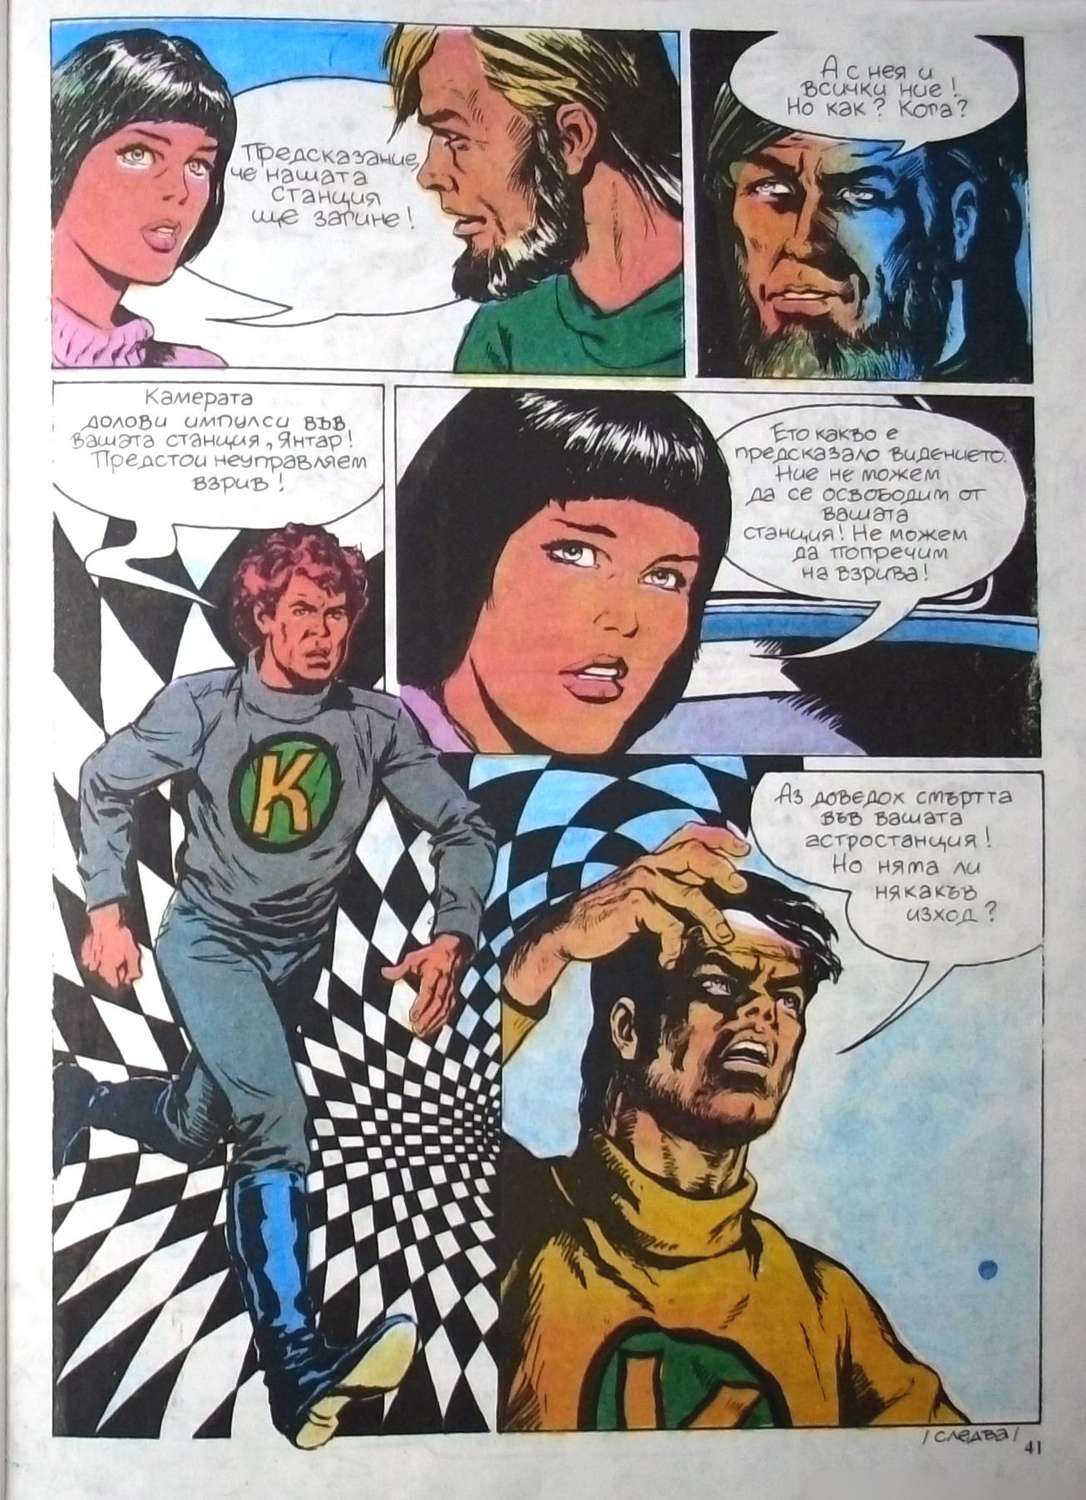 Предсказание,
че нашата
станция
ще загине!
А с нея и
всички ние!
Но как? Кога?
Камерата
долови импулси във
вашата станция, Янтар!
Предстои неуправляем
взрив!
Ето какво е
предсказало видението.
Ние не можем
да се освободим от
вашата
станция! Не можем
да попречим
на взрива!
K
Аз доведох смъртта
във вашата
астростанция!
Но няма ли
някакъв
изход?
K
/следва/
41